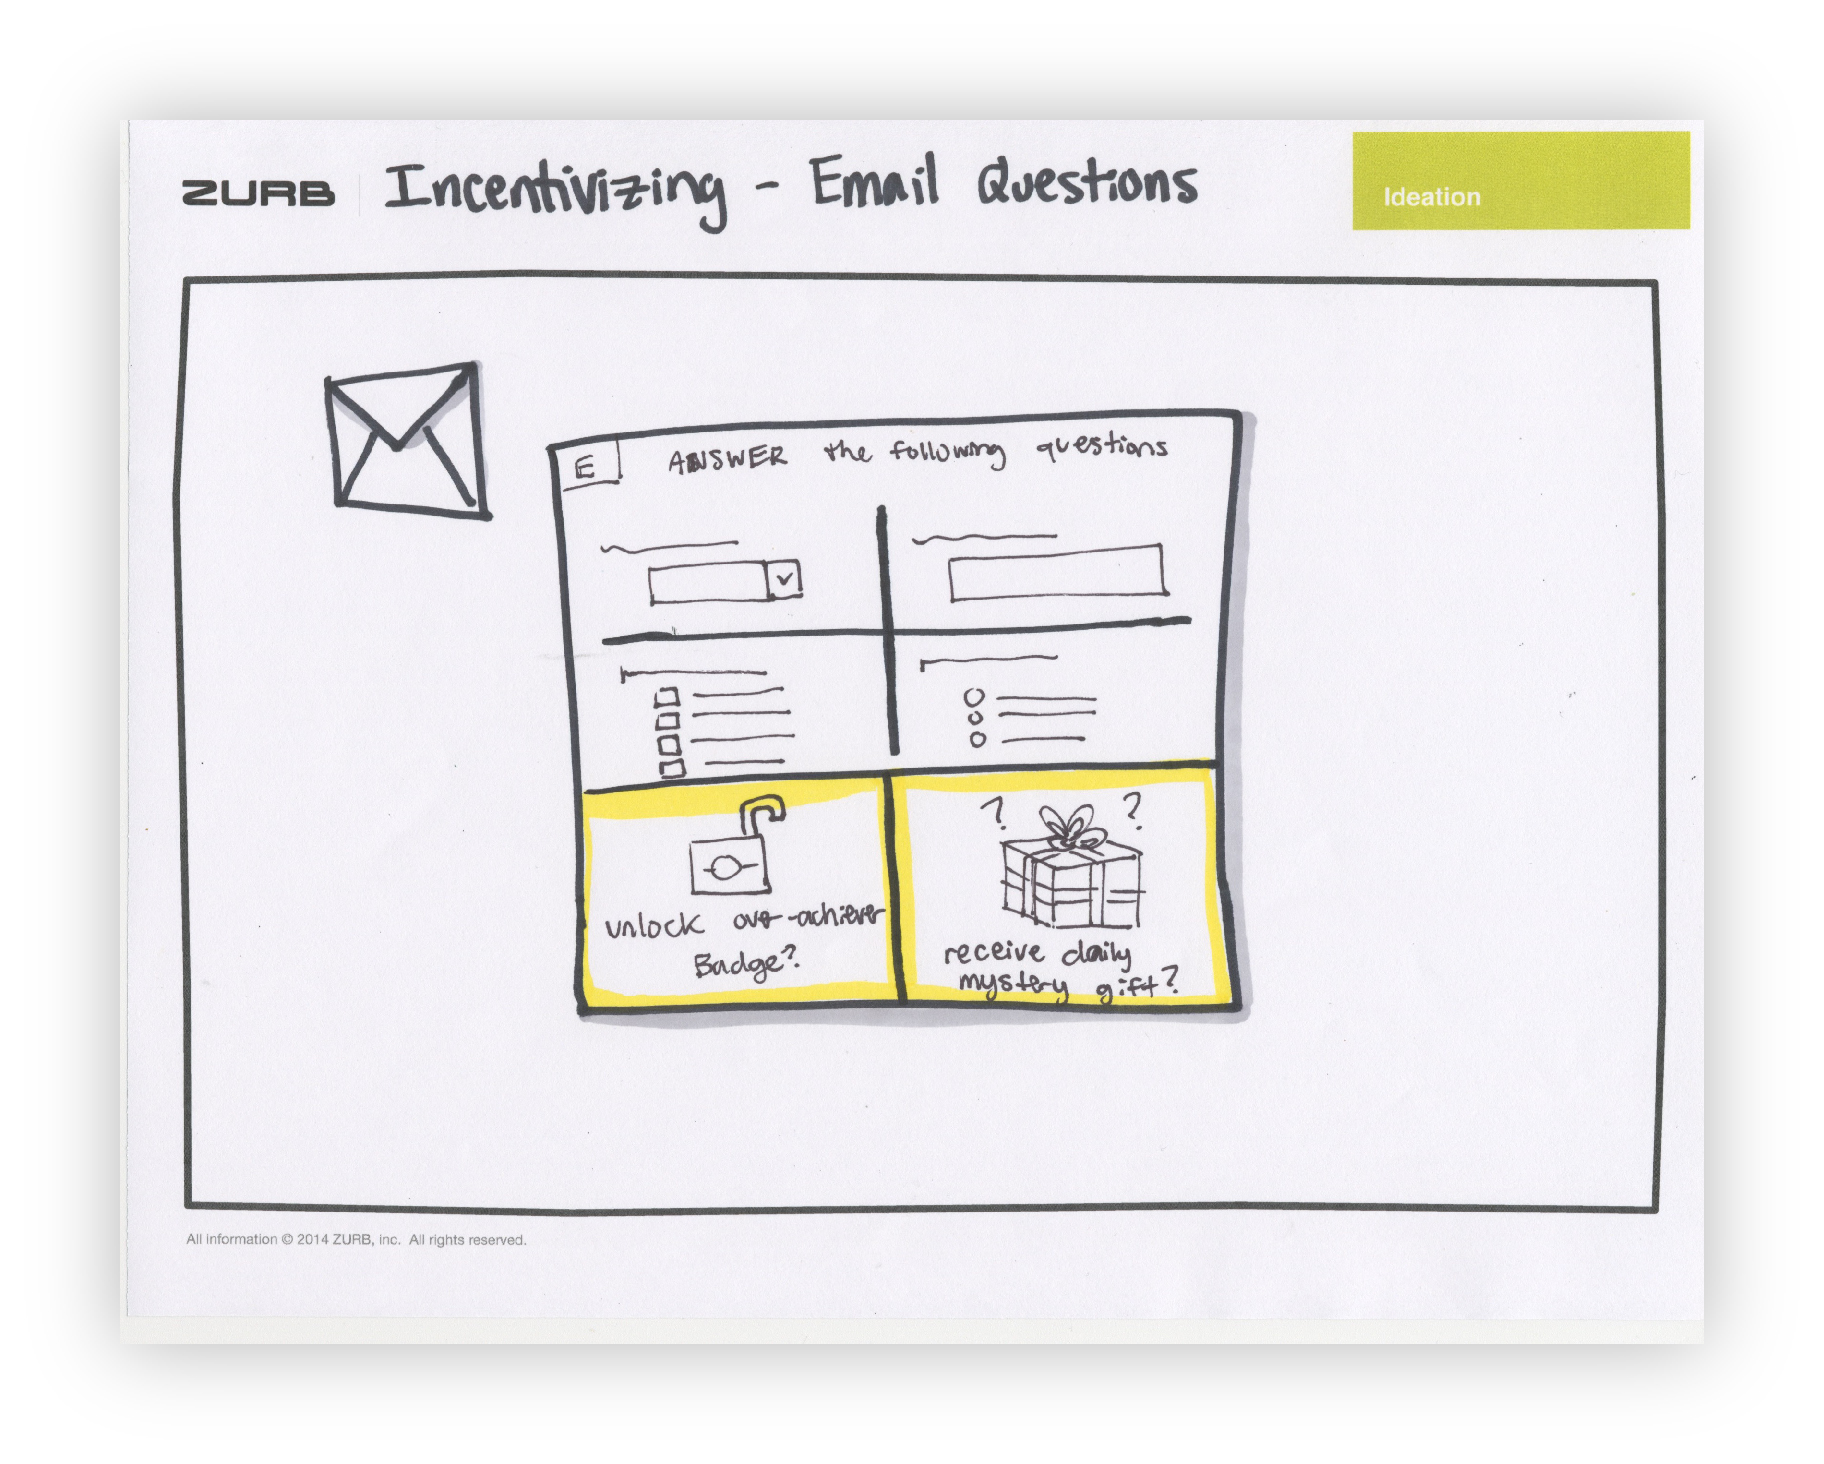 ZURB
Incentivizing - Email Questions
Ideation
E
ANSWER the following questions
unlock over-achiever
Badge?
? ?
receive daily
mystery gift?
All information © 2014 ZURB, inc. All rights reserved.